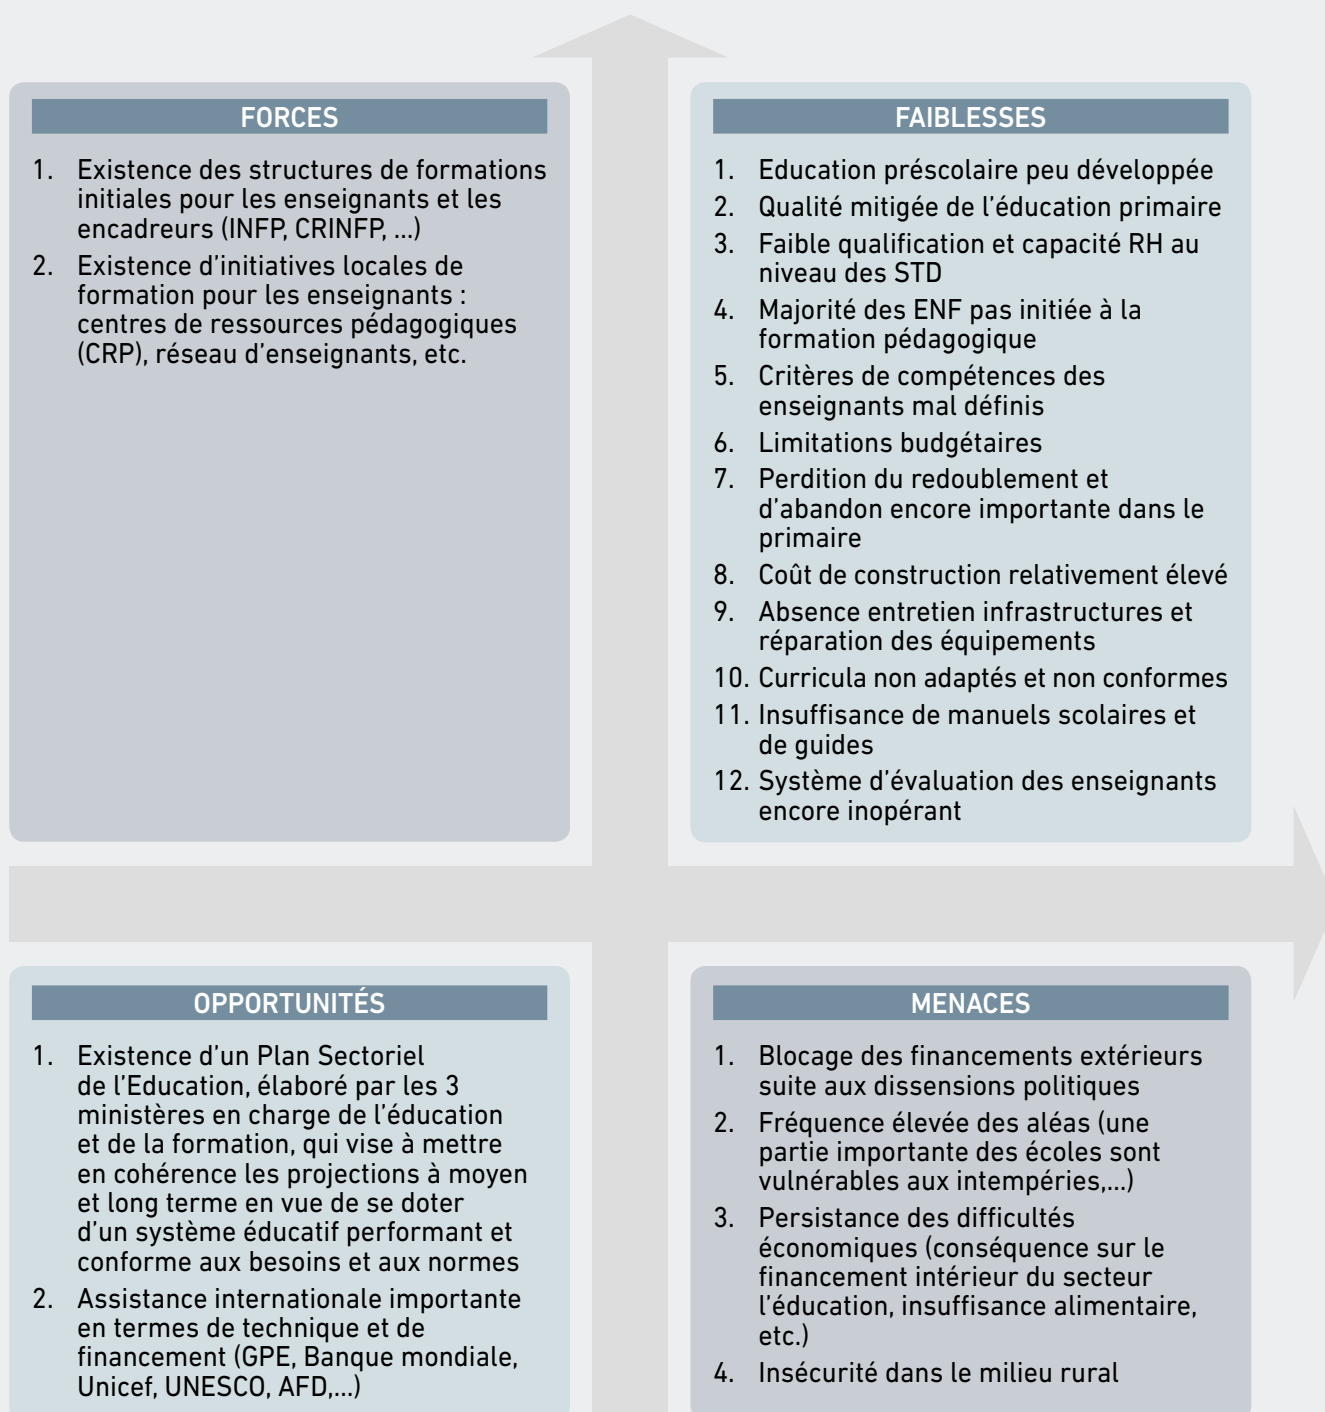 FORCES
1. Existence des structures de formations
initiales pour les enseignants et les
encadreurs (INFP, CRINFP, ...)
2. Existence d'initiatives locales de
formation pour les enseignants :
centres de ressources pédagogiques
(CRP), réseau d'enseignants, etc.
FAIBLESSES
1. Education préscolaire peu développée
2. Qualité mitigée de l'éducation primaire
3. Faible qualification et capacité RH au
niveau des STD
4. Majorité des ENF pas initiée à la
formation pédagogique
5. Critères de compétences des
enseignants mal définis
6. Limitations budgétaires
7. Perdition du redoublement et
d'abandon encore importante dans le
primaire
8. Coût de construction relativement élevé
9. Absence entretien infrastructures et
réparation des équipements
10. Curricula non adaptés et non conformes
11. Insuffisance de manuels scolaires et
de guides
12. Système d'évaluation des enseignants
encore inopérant
OPPORTUNITÉS
1. Existence d'un Plan Sectoriel
de l'Education, élaboré par les 3
ministères en charge de l'éducation
et de la formation, qui vise à mettre
en cohérence les projections à moyen
et long terme en vue de se doter
d'un système éducatif performant et
conforme aux besoins et aux normes
2. Assistance internationale importante
en termes de technique et de
financement (GPE, Banque mondiale,
Unicef, UNESCO, AFD,...)
MENACES
1. Blocage des financements extérieurs
suite aux dissensions politiques
2. Fréquence élevée des aléas (une
partie importante des écoles sont
vulnérables aux intempéries,...)
3. Persistance des difficultés
économiques (conséquence sur le
financement intérieur du secteur
l'éducation, insuffisance alimentaire,
etc.)
4. Insécurité dans le milieu rural